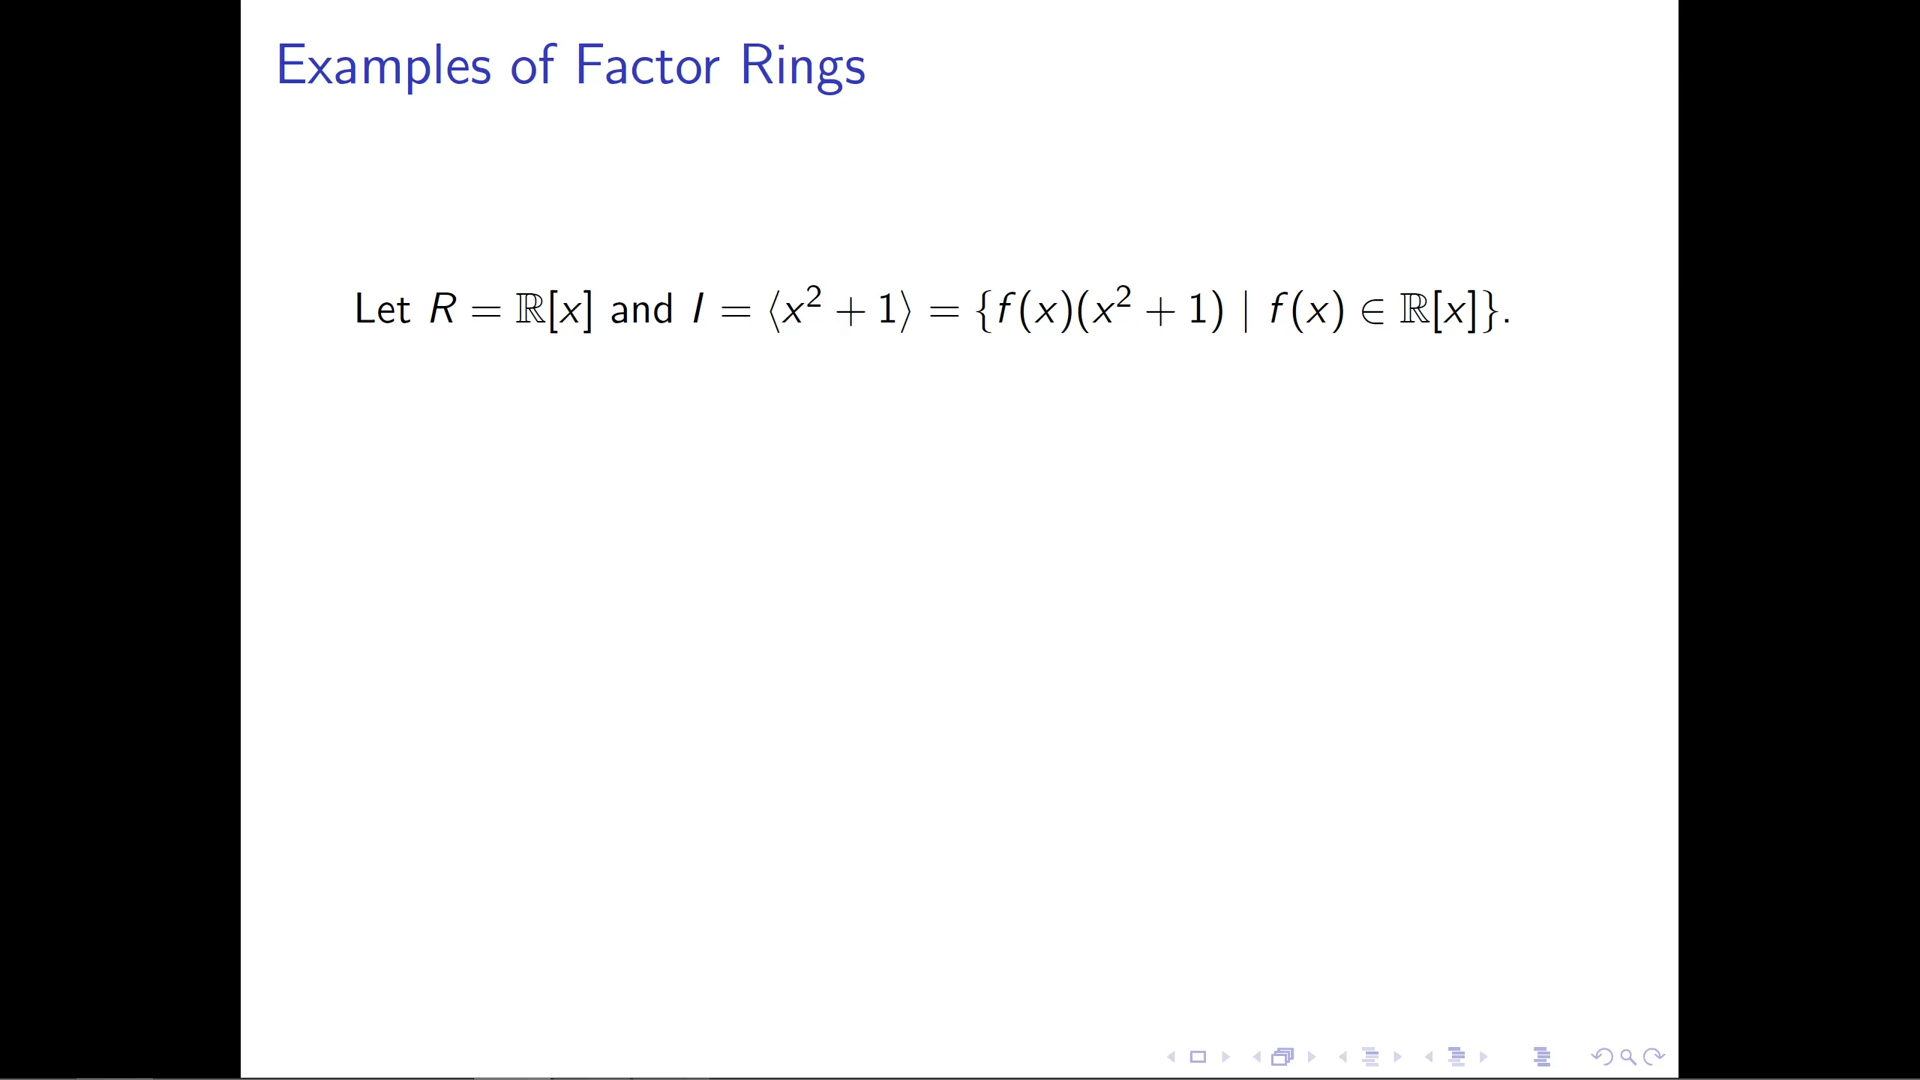 Examples of Factor Rings
Let R = ℝ[x] and I = ⟨x² + 1⟩ = {f(x)(x² + 1) | f(x) ∈ ℝ[x]}.